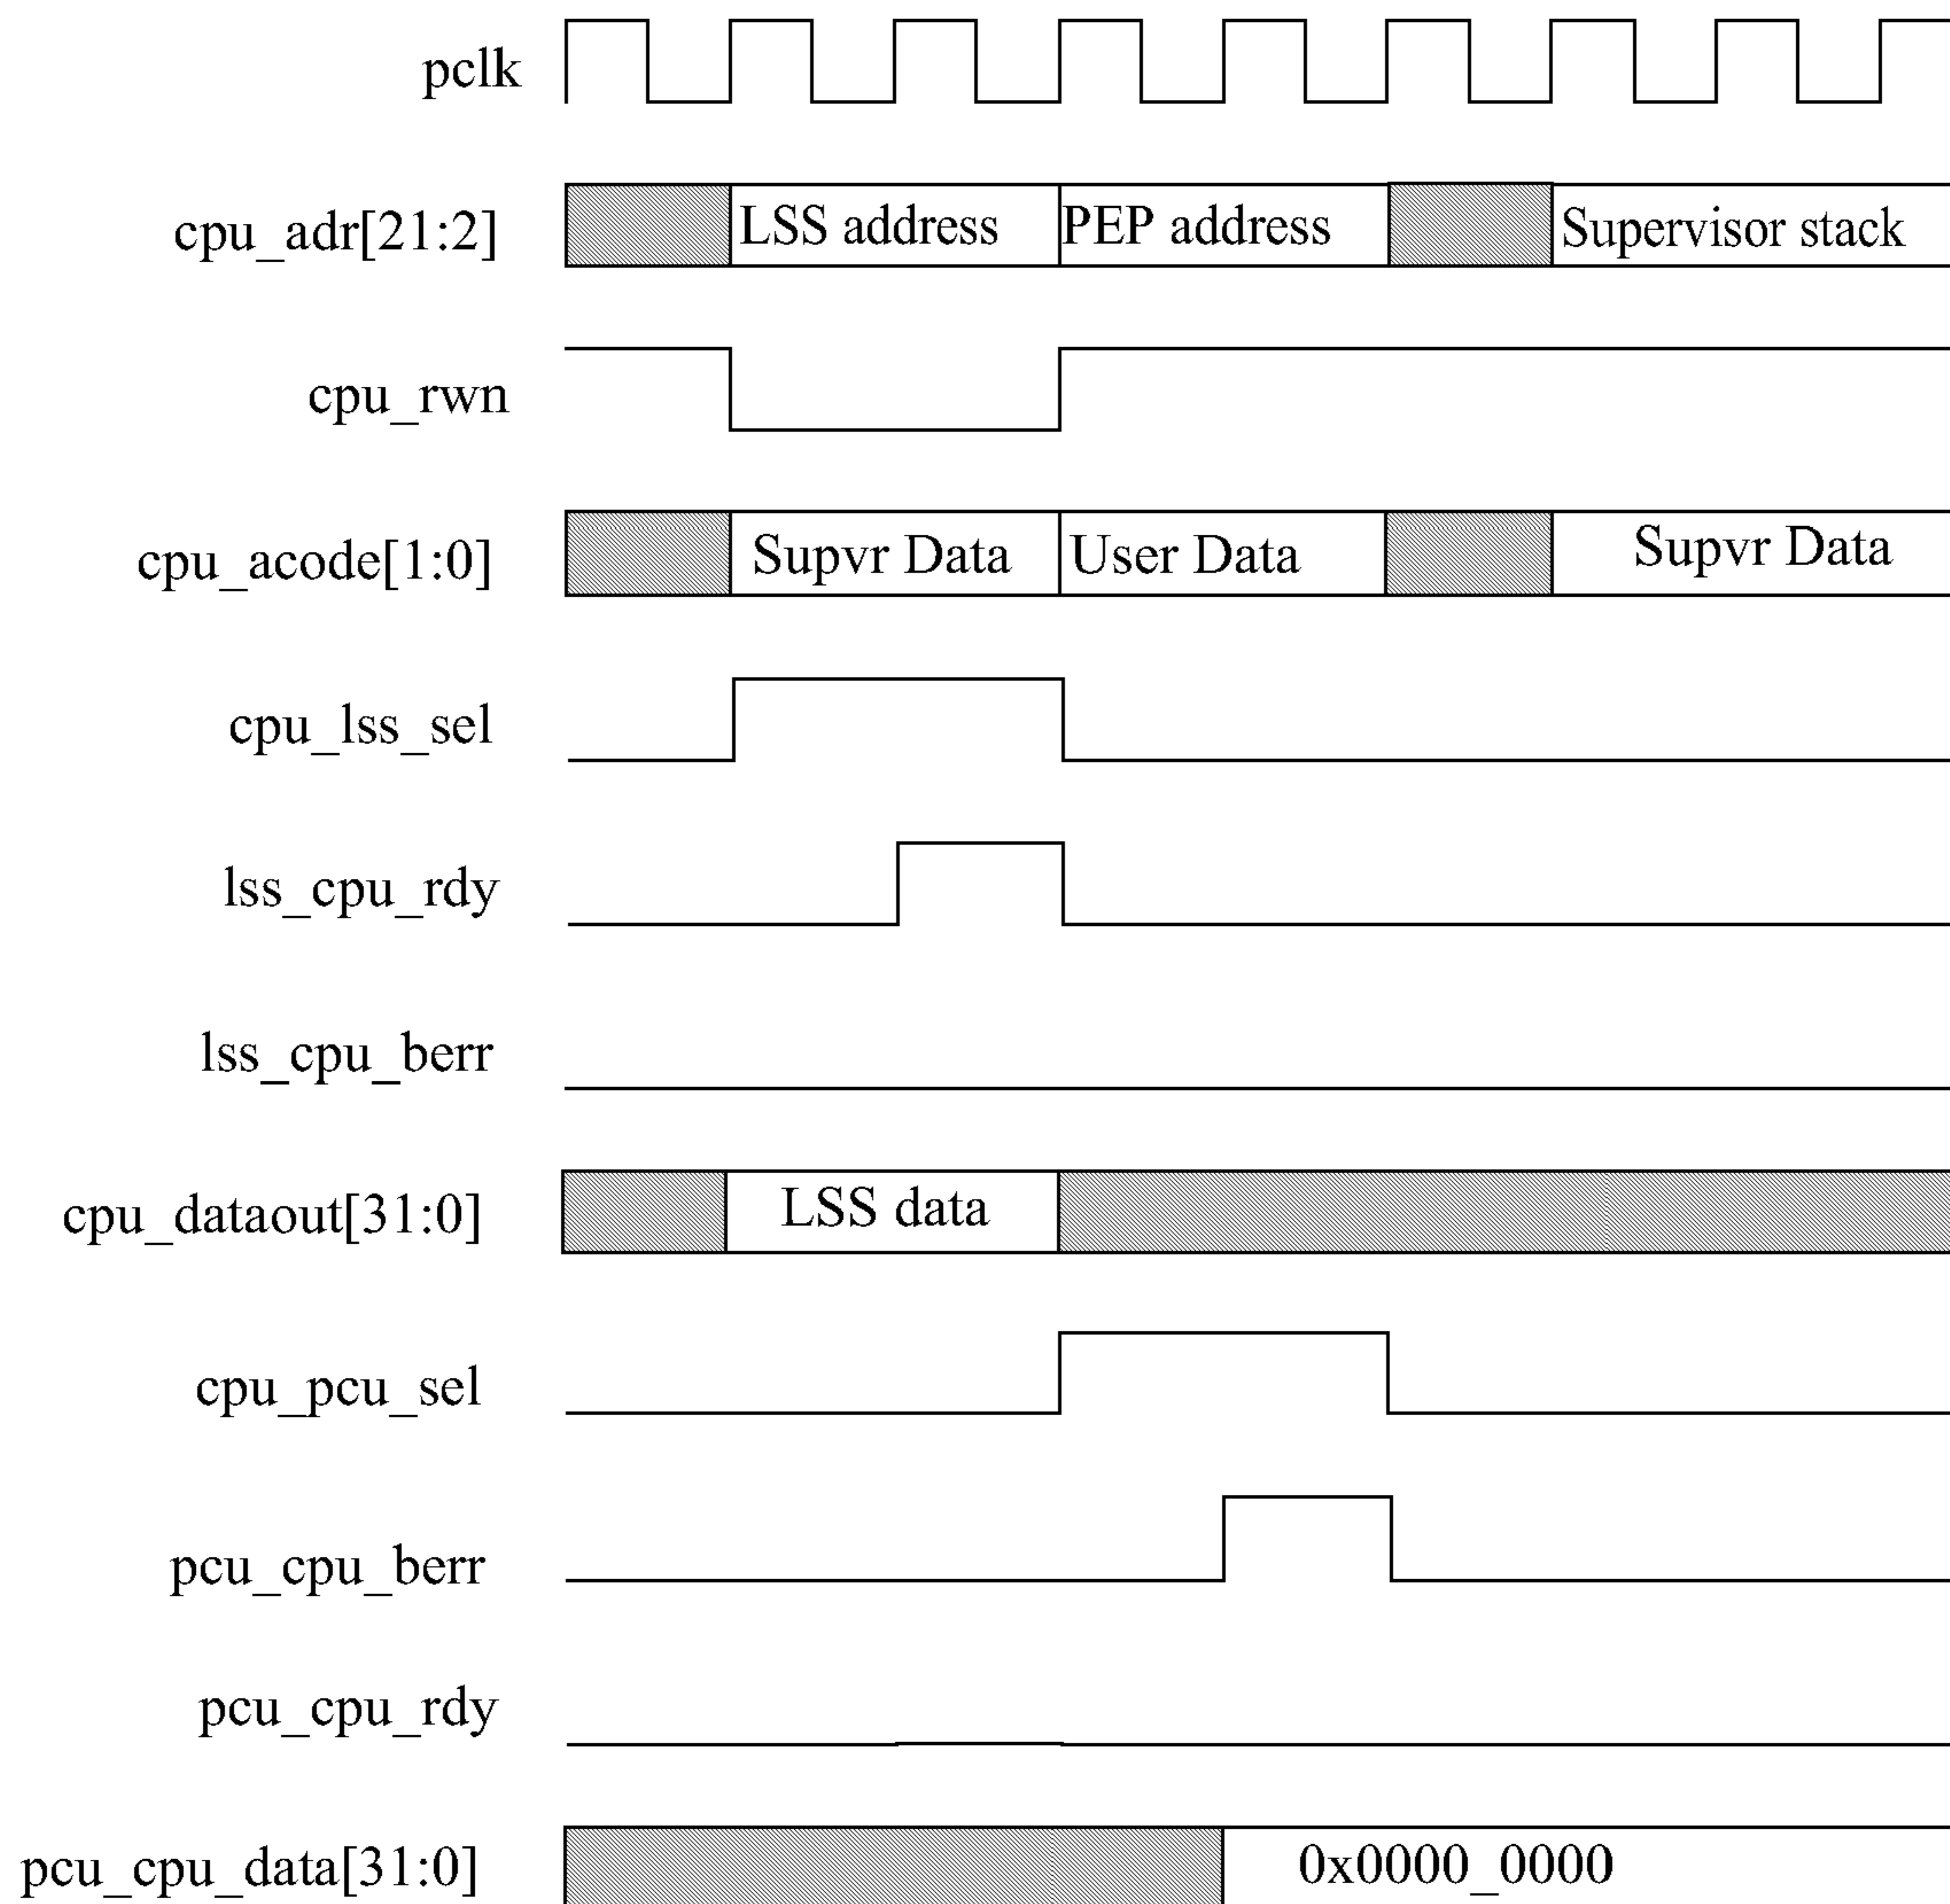 pclk
cpu_adr[21:2] LSS address PEP address Supervisor stack
cpu_rwn
cpu_acode[1:0] Supvr Data User Data Supvr Data
cpu_lss_sel
lss_cpu_rdy
lss_cpu_berr
cpu_dataout[31:0] LSS data
cpu_pcu_sel
pcu_cpu_berr
pcu_cpu_rdy
pcu_cpu_data[31:0] 0x0000_0000